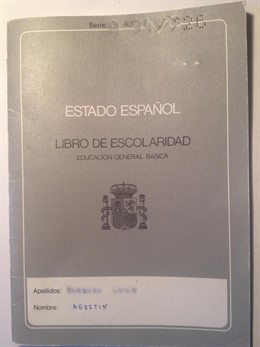 Serie
ESTADO ESPAÑOL
LIBRO DE ESCOLARIDAD
EDUCACION GENERAL BASICA
Apellidos:
Nombre: AGUSTIN